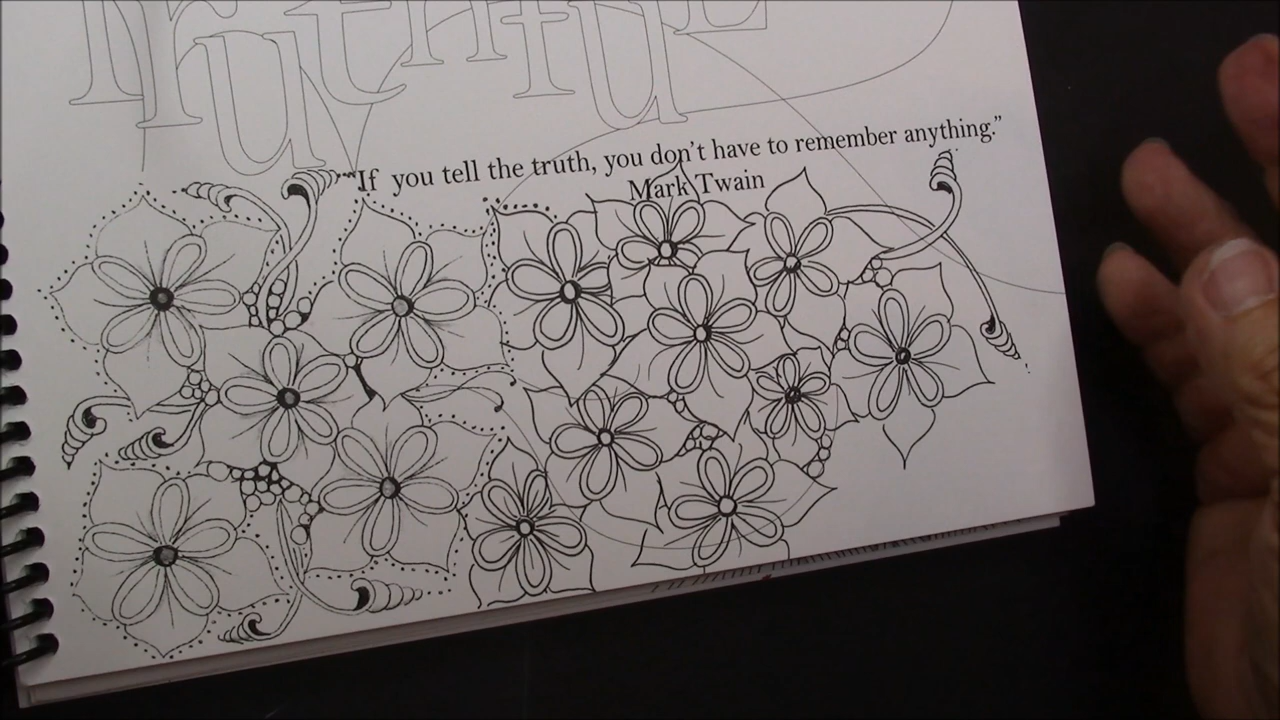 Truthful
“If you tell the truth, you don’t have to remember anything.”
Mark Twain